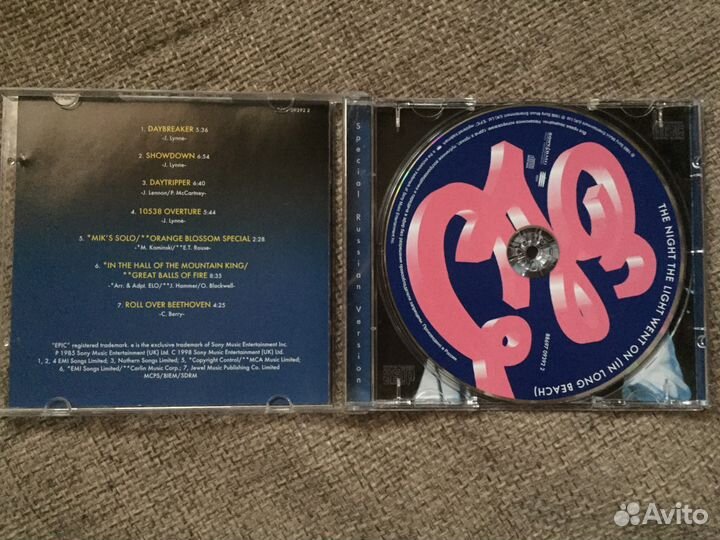 1. DAYBREAKER 5:36
-J. Lynne-
2. SHOWDOWN 6:54
-J. Lynne-
3. DAYTRIPPER 6:40
-J. Lennon/P. McCartney-
4. 10538 OVERTURE 5:44
-J. Lynne-
5. *MIK'S SOLO/**ORANGE BLOSSOM SPECIAL 2:28
-*M. Kaminski/**E.T. Rouse-
6. *IN THE HALL OF THE MOUNTAIN KING/
**GREAT BALLS OF FIRE 8:35
-*Arr. & Adpt. ELO/**J. Hammer/O. Blackwell-
7. ROLL OVER BEETHOVEN 4:25
-C. Berry-
"EPIC" registered trademark. e is the exclusive trademark of Sony Music Entertainment Inc.
P 1985 Sony Music Entertainment (UK) Ltd. C 1998 Sony Music Entertainment (UK) Ltd.
1, 2, 4 EMI Songs Limited; 3, Nothern Songs Limited; 5, *Copyright Control/**MCA Music Limited;
6, *EMI Songs Limited/**Carlin Music Corp.; 7, Jewel Music Publishing Co. Limited
MCPS/BIEM/SDRM
Special Russian Version
THE NIGHT THE LIGHT WENT ON (IN LONG BEACH)
88697 09392 2
Avito